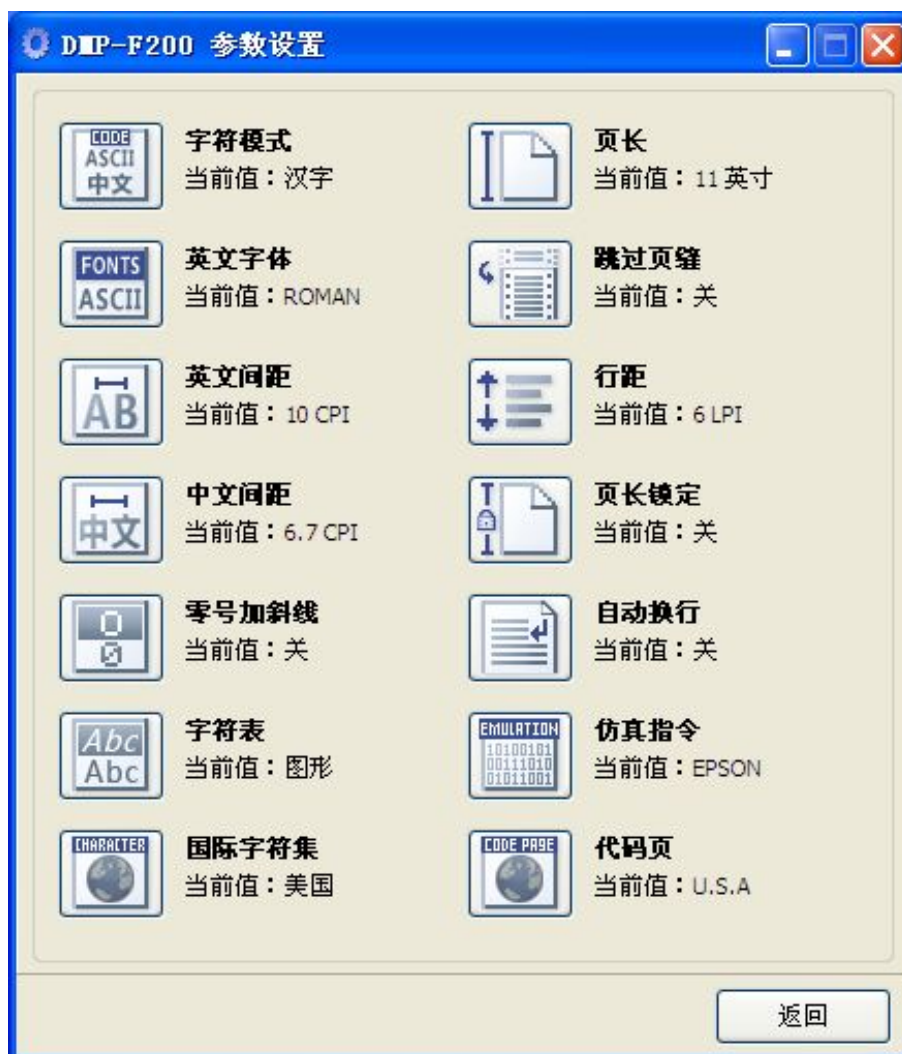 DMP-F200 参数设置
CODE
ASCII
中文
字符模式
当前值：汉字
页长
当前值：11 英寸
FONTS
ASCII
英文字体
当前值：ROMAN
跳过页缝
当前值：关
AB
英文间距
当前值：10 CPI
行距
当前值：6 LPI
中文
中文间距
当前值：6.7 CPI
页长锁定
当前值：关
0
0
零号加斜线
当前值：关
自动换行
当前值：关
Abc
Abc
字符表
当前值：图形
EMULATION
10100101
00111010
01011001
仿真指令
当前值：EPSON
CHARACTER
国际字符集
当前值：美国
CODE PAGE
代码页
当前值：U.S.A
返回